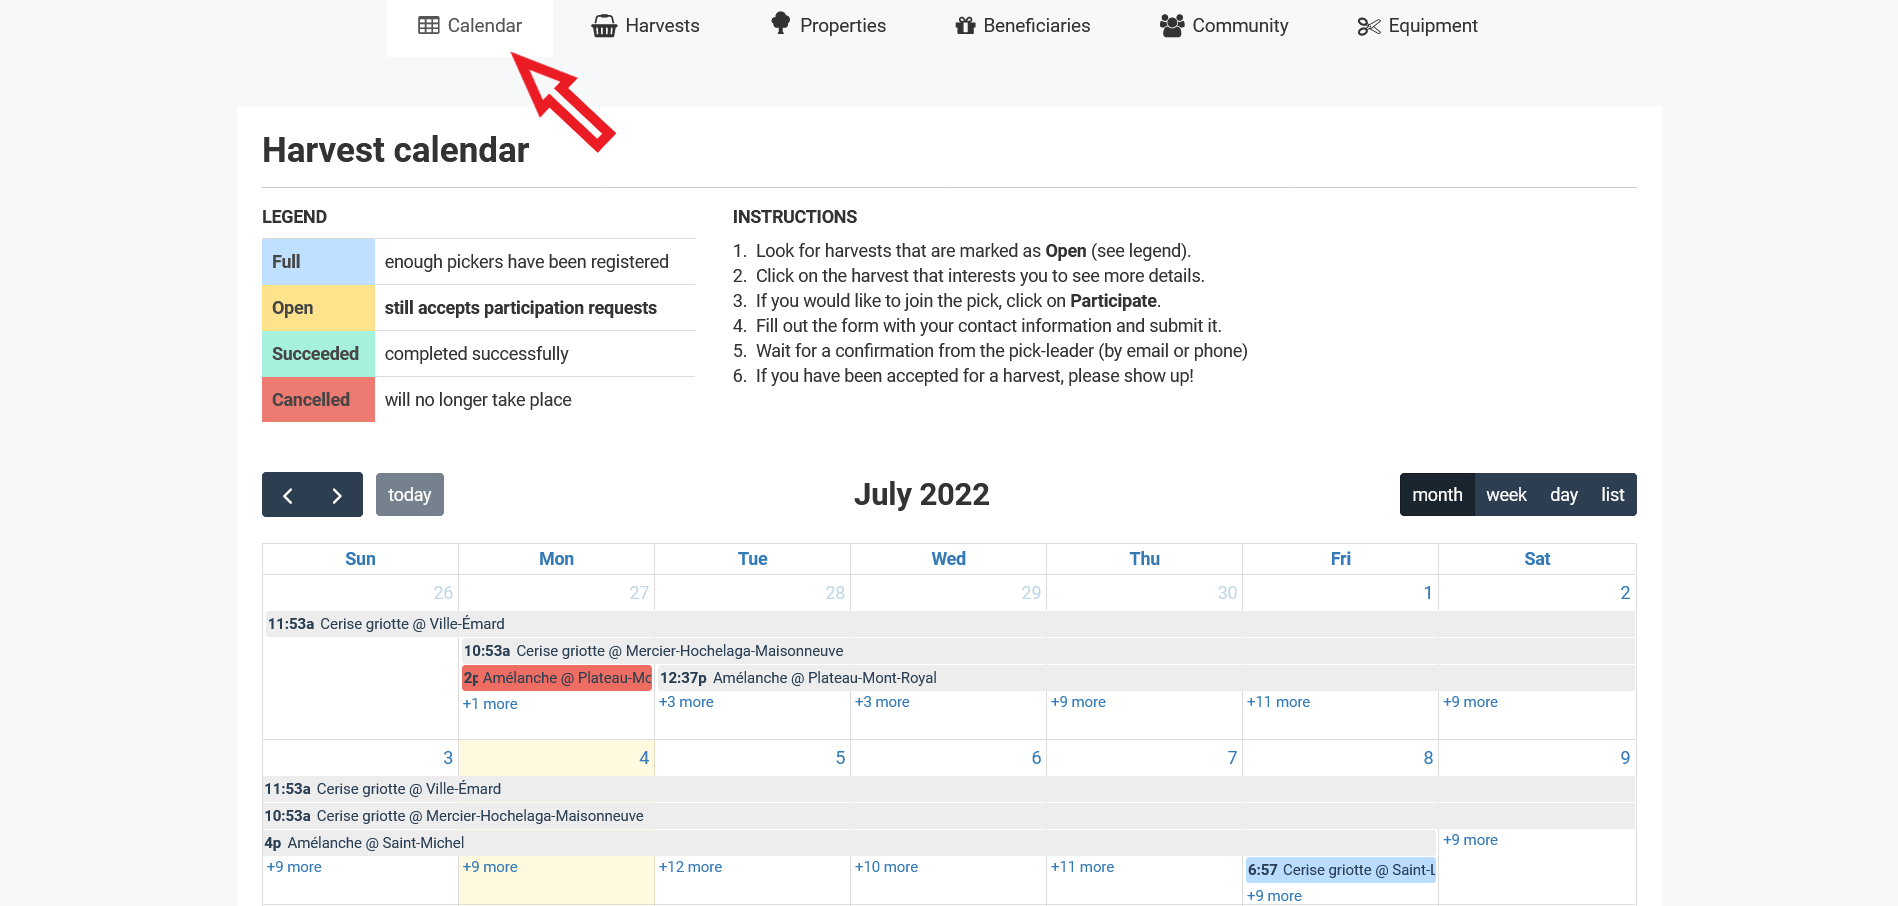 Calendar Harvests Properties Beneficiaries Community Equipment
Harvest calendar
LEGEND
Full enough pickers have been registered
Open still accepts participation requests
Succeeded completed successfully
Cancelled will no longer take place
INSTRUCTIONS
1. Look for harvests that are marked as Open (see legend).
2. Click on the harvest that interests you to see more details.
3. If you would like to join the pick, click on Participate.
4. Fill out the form with your contact information and submit it.
5. Wait for a confirmation from the pick-leader (by email or phone)
6. If you have been accepted for a harvest, please show up!
today July 2022 month week day list
Sun Mon Tue Wed Thu Fri Sat
26 27 28 29 30 1 2
11:53a Cerise griotte @ Ville-Émard
10:53a Cerise griotte @ Mercier-Hochelaga-Maisonneuve
2p Amélanche @ Plateau-Mo 12:37p Amélanche @ Plateau-Mont-Royal
+1 more +3 more +3 more +9 more +11 more +9 more
3 4 5 6 7 8 9
11:53a Cerise griotte @ Ville-Émard
10:53a Cerise griotte @ Mercier-Hochelaga-Maisonneuve
4p Amélanche @ Saint-Michel +9 more
+9 more +9 more +12 more +10 more +11 more 6:57 Cerise griotte @ Saint-L
+9 more